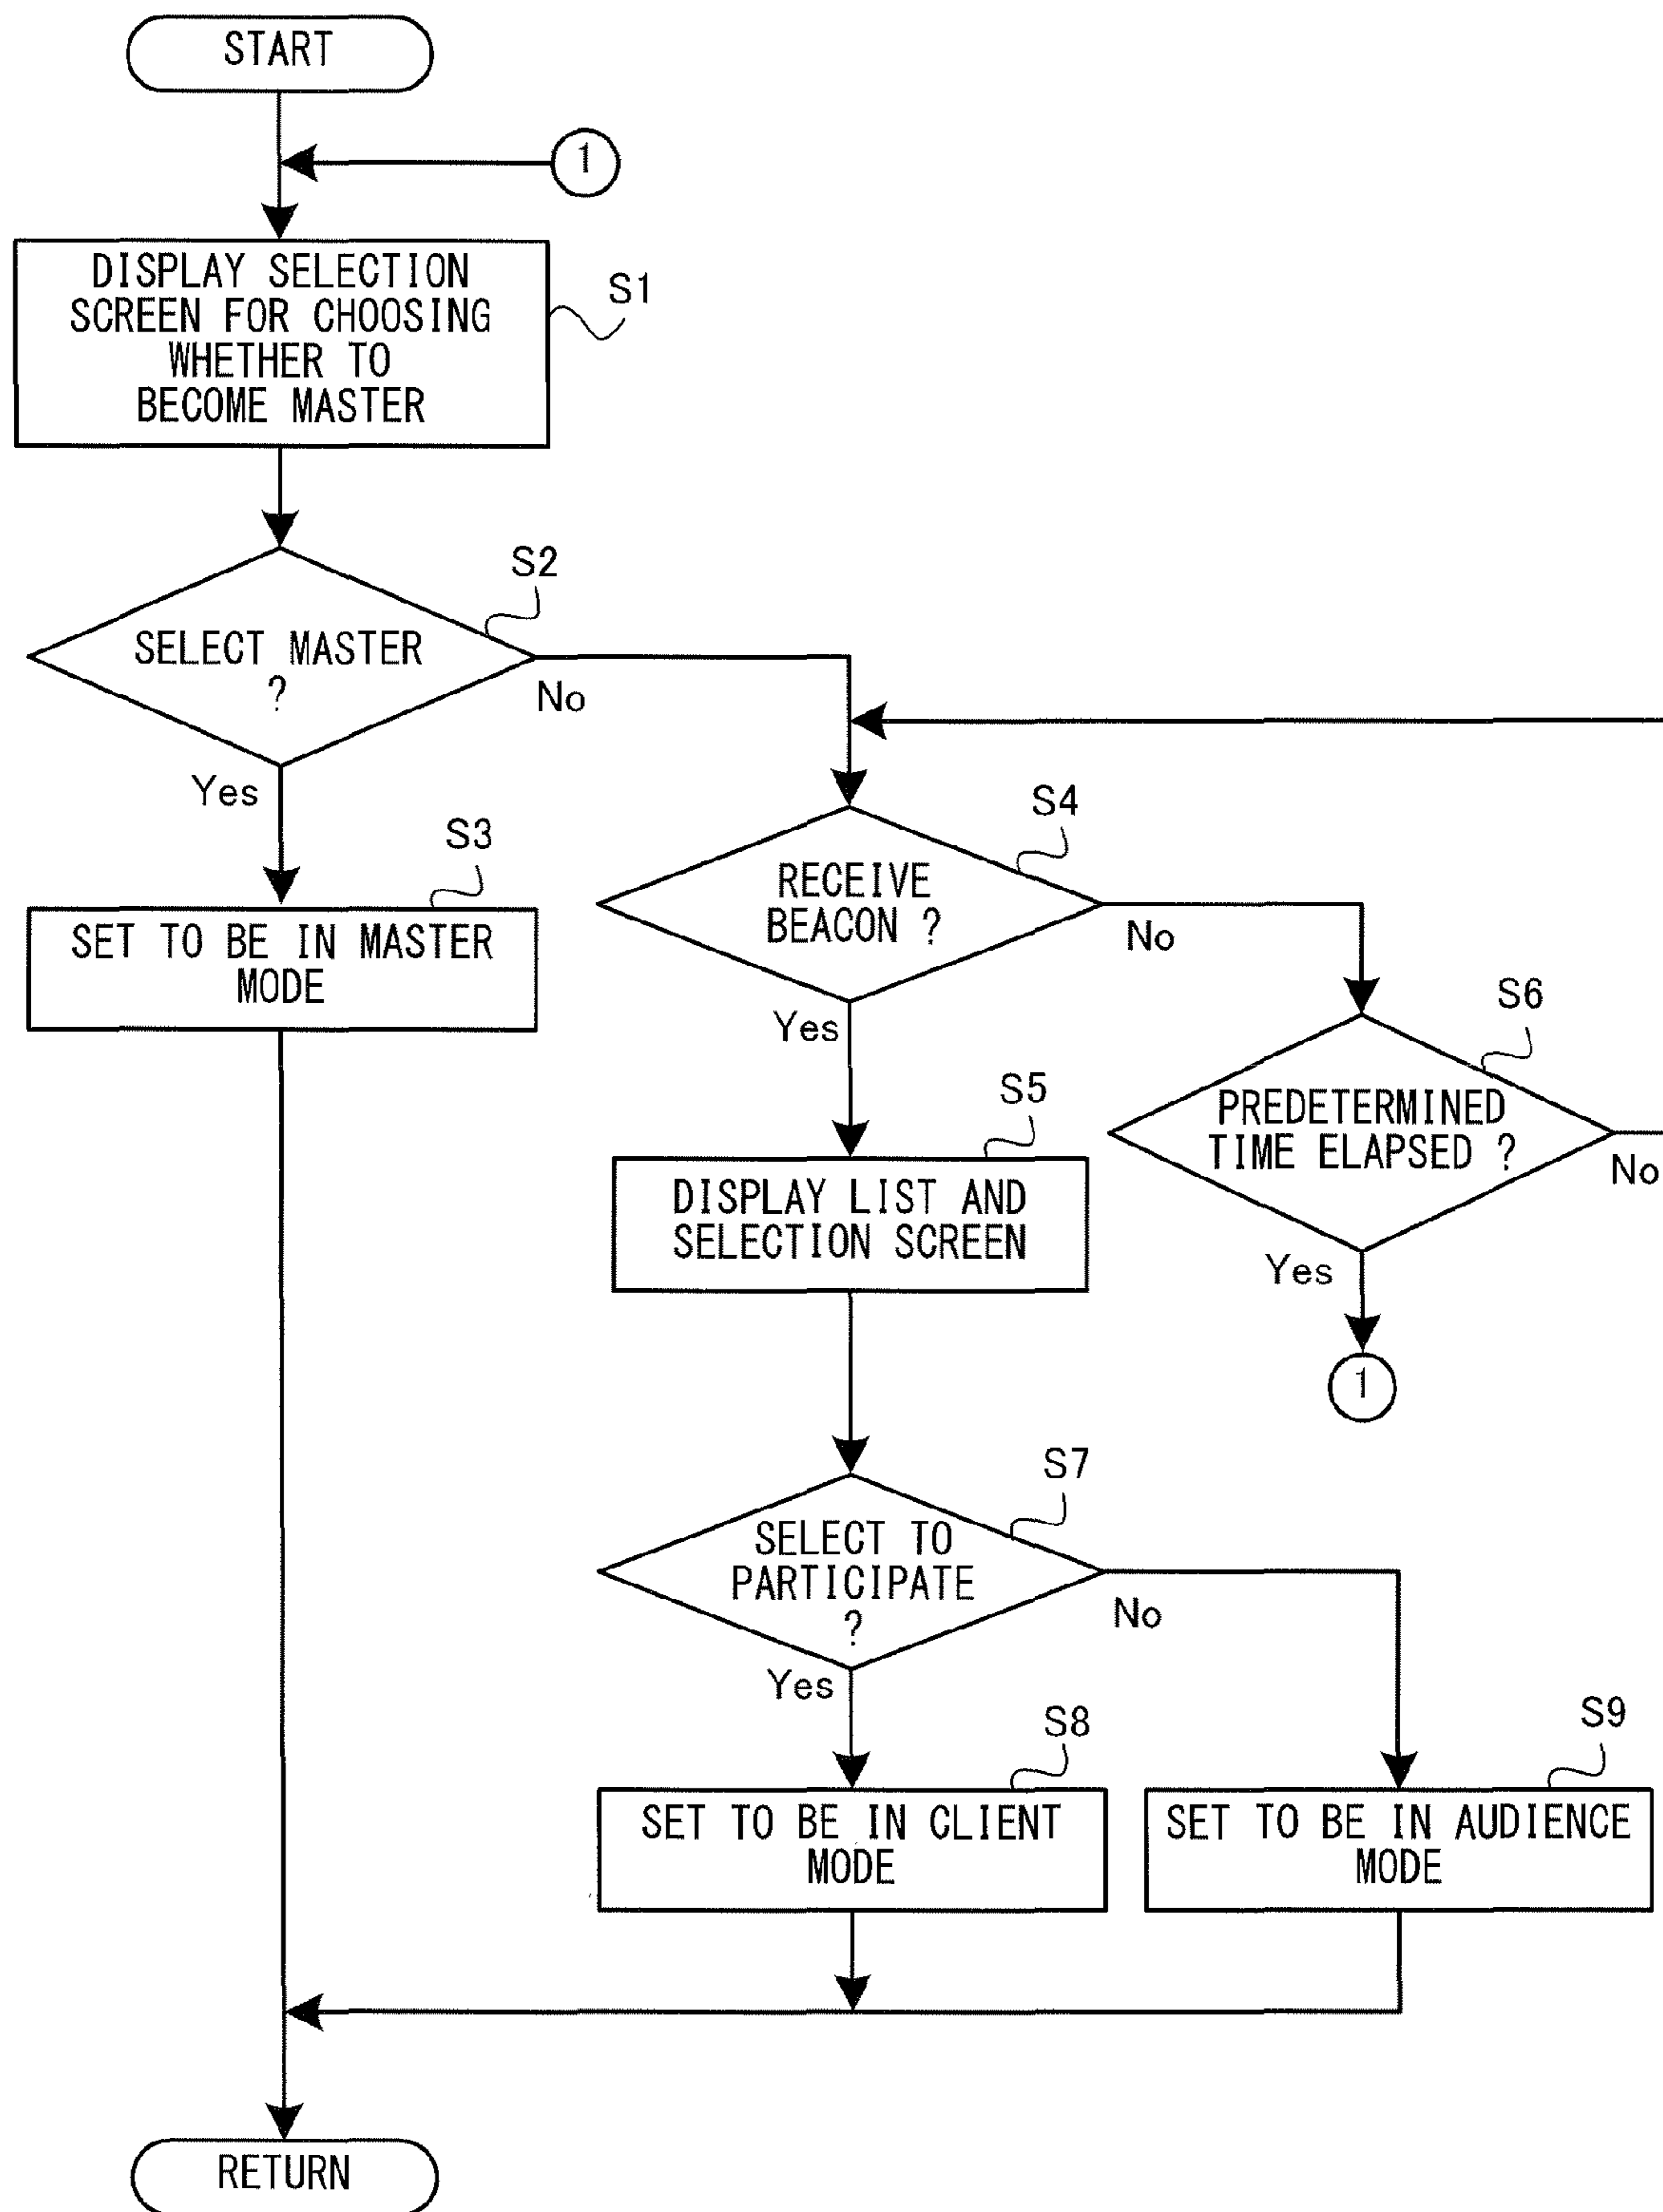 START
1
DISPLAY SELECTION
SCREEN FOR CHOOSING
WHETHER TO
BECOME MASTER
S1
SELECT MASTER
?
S2
No
Yes
S3
SET TO BE IN MASTER
MODE
S4
RECEIVE
BEACON ?
No
Yes
S6
PREDETERMINED
TIME ELAPSED ?
No
Yes
1
S5
DISPLAY LIST AND
SELECTION SCREEN
S7
SELECT TO
PARTICIPATE
?
No
Yes
S8
SET TO BE IN CLIENT
MODE
S9
SET TO BE IN AUDIENCE
MODE
RETURN